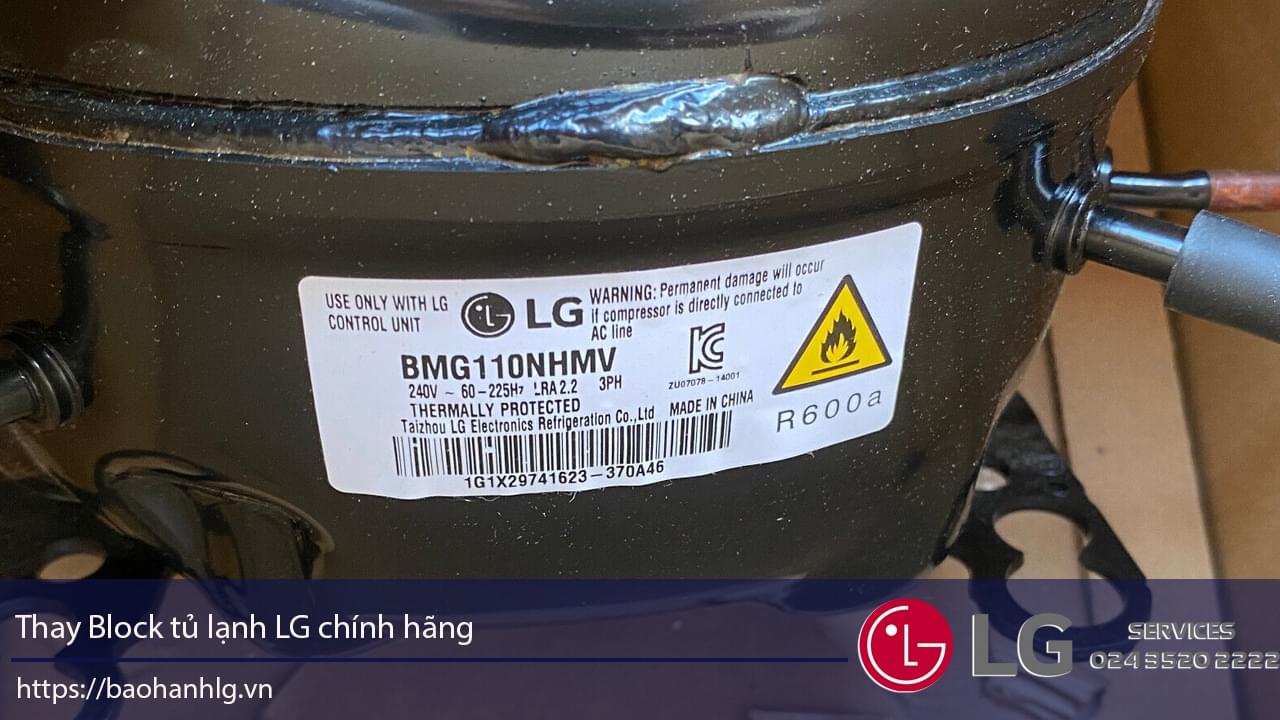 USE ONLY WITH LG
CONTROL UNIT
LG
WARNING: Permanent damage will occur
if compressor is directly connected to
AC line
BMG110NHMV
240V ~ 60-225Hz LRA 2.2 3PH
ZU07078-14001
THERMALLY PROTECTED
Taizhou LG Electronics Refrigeration Co.,Ltd MADE IN CHINA
R600a
1G1X29741623-370A46
Thay Block tủ lạnh LG chính hãng
https://baohanhlg.vn
LG
SERVICES
024 3520 2222